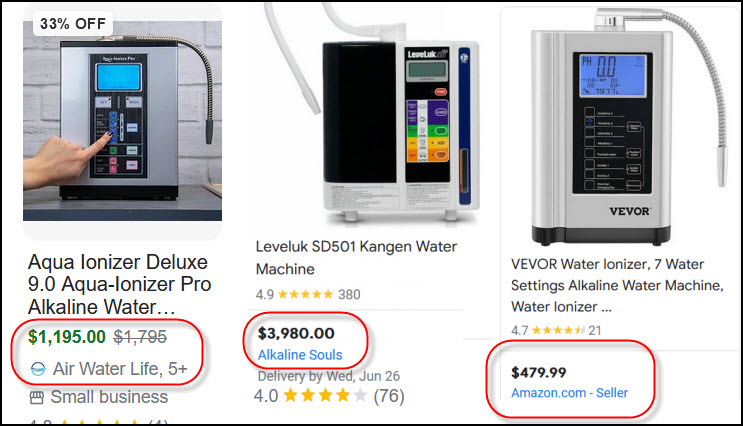 33% OFF
Aqua-Ionizer Pro
Aqua Ionizer Deluxe
9.0 Aqua-Ionizer Pro
Alkaline Water…
$1,195.00 $1,795
Air Water Life, 5+
Small business
LeveLuk
Leveluk SD501 Kangen Water
Machine
4.9 380
$3,980.00
Alkaline Souls
Delivery by Wed, Jun 26
4.0 (76)
PH 0.0
VEVOR
VEVOR Water Ionizer, 7 Water
Settings Alkaline Water Machine,
Water Ionizer ...
4.7 21
$479.99
Amazon.com - Seller